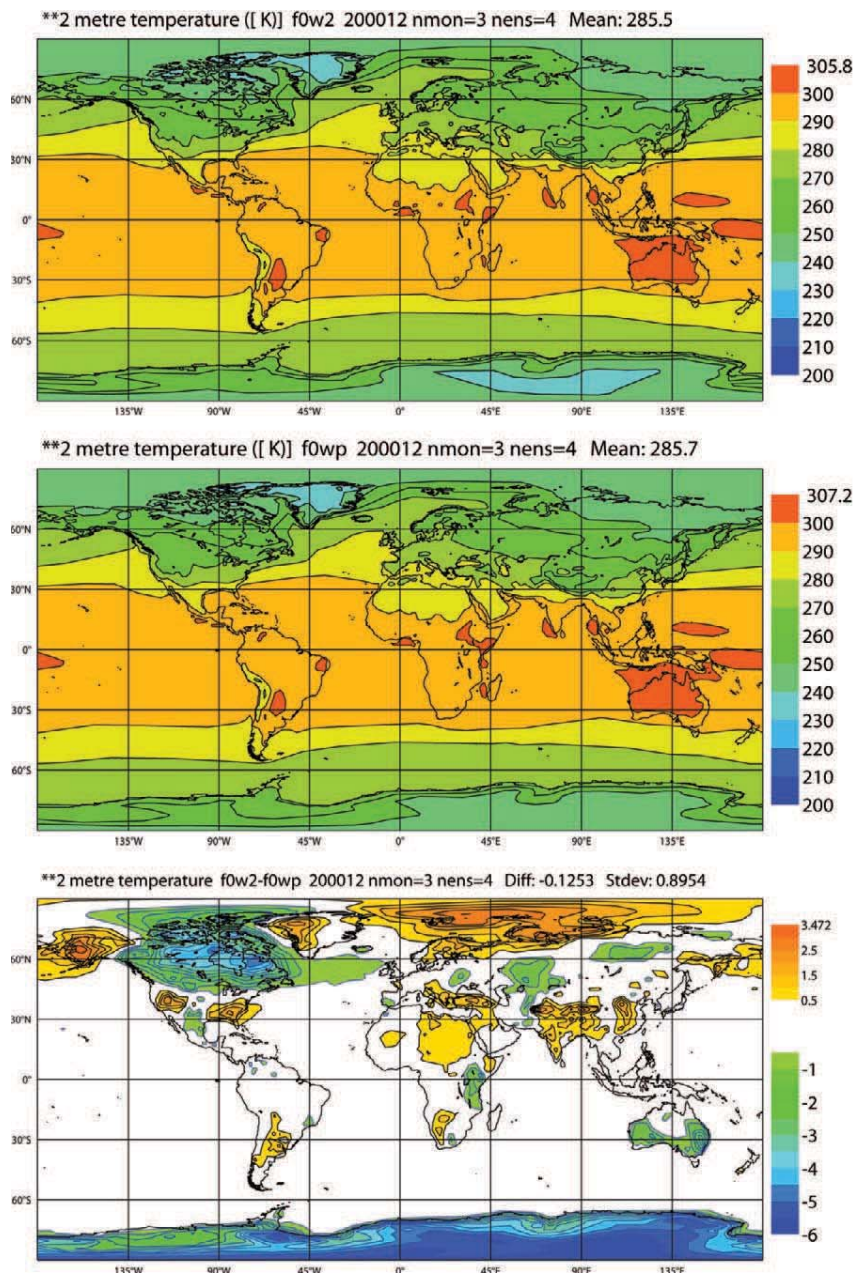 **2 metre temperature ([ K)]  f0w2  200012  nmon=3 nens=4   Mean: 285.5
305.8
300
290
280
270
260
250
240
230
220
210
200
60°N
30°N
0°
30°S
60°S
135°W 90°W 45°W 0° 45°E 90°E 135°E
**2 metre temperature ([ K)]  f0wp  200012  nmon=3 nens=4   Mean: 285.7
307.2
300
290
280
270
260
250
240
230
220
210
200
60°N
30°N
0°
30°S
60°S
135°W 90°W 45°W 0° 45°E 90°E 135°E
**2 metre temperature  f0w2-f0wp  200012  nmon=3 nens=4   Diff: -0.1253   Stdev: 0.8954
3.472
2.5
1.5
0.5
-1
-2
-3
-4
-5
-6
60°N
30°N
0°
30°S
60°S
135°W 90°W 45°W 0° 45°E 90°E 135°E